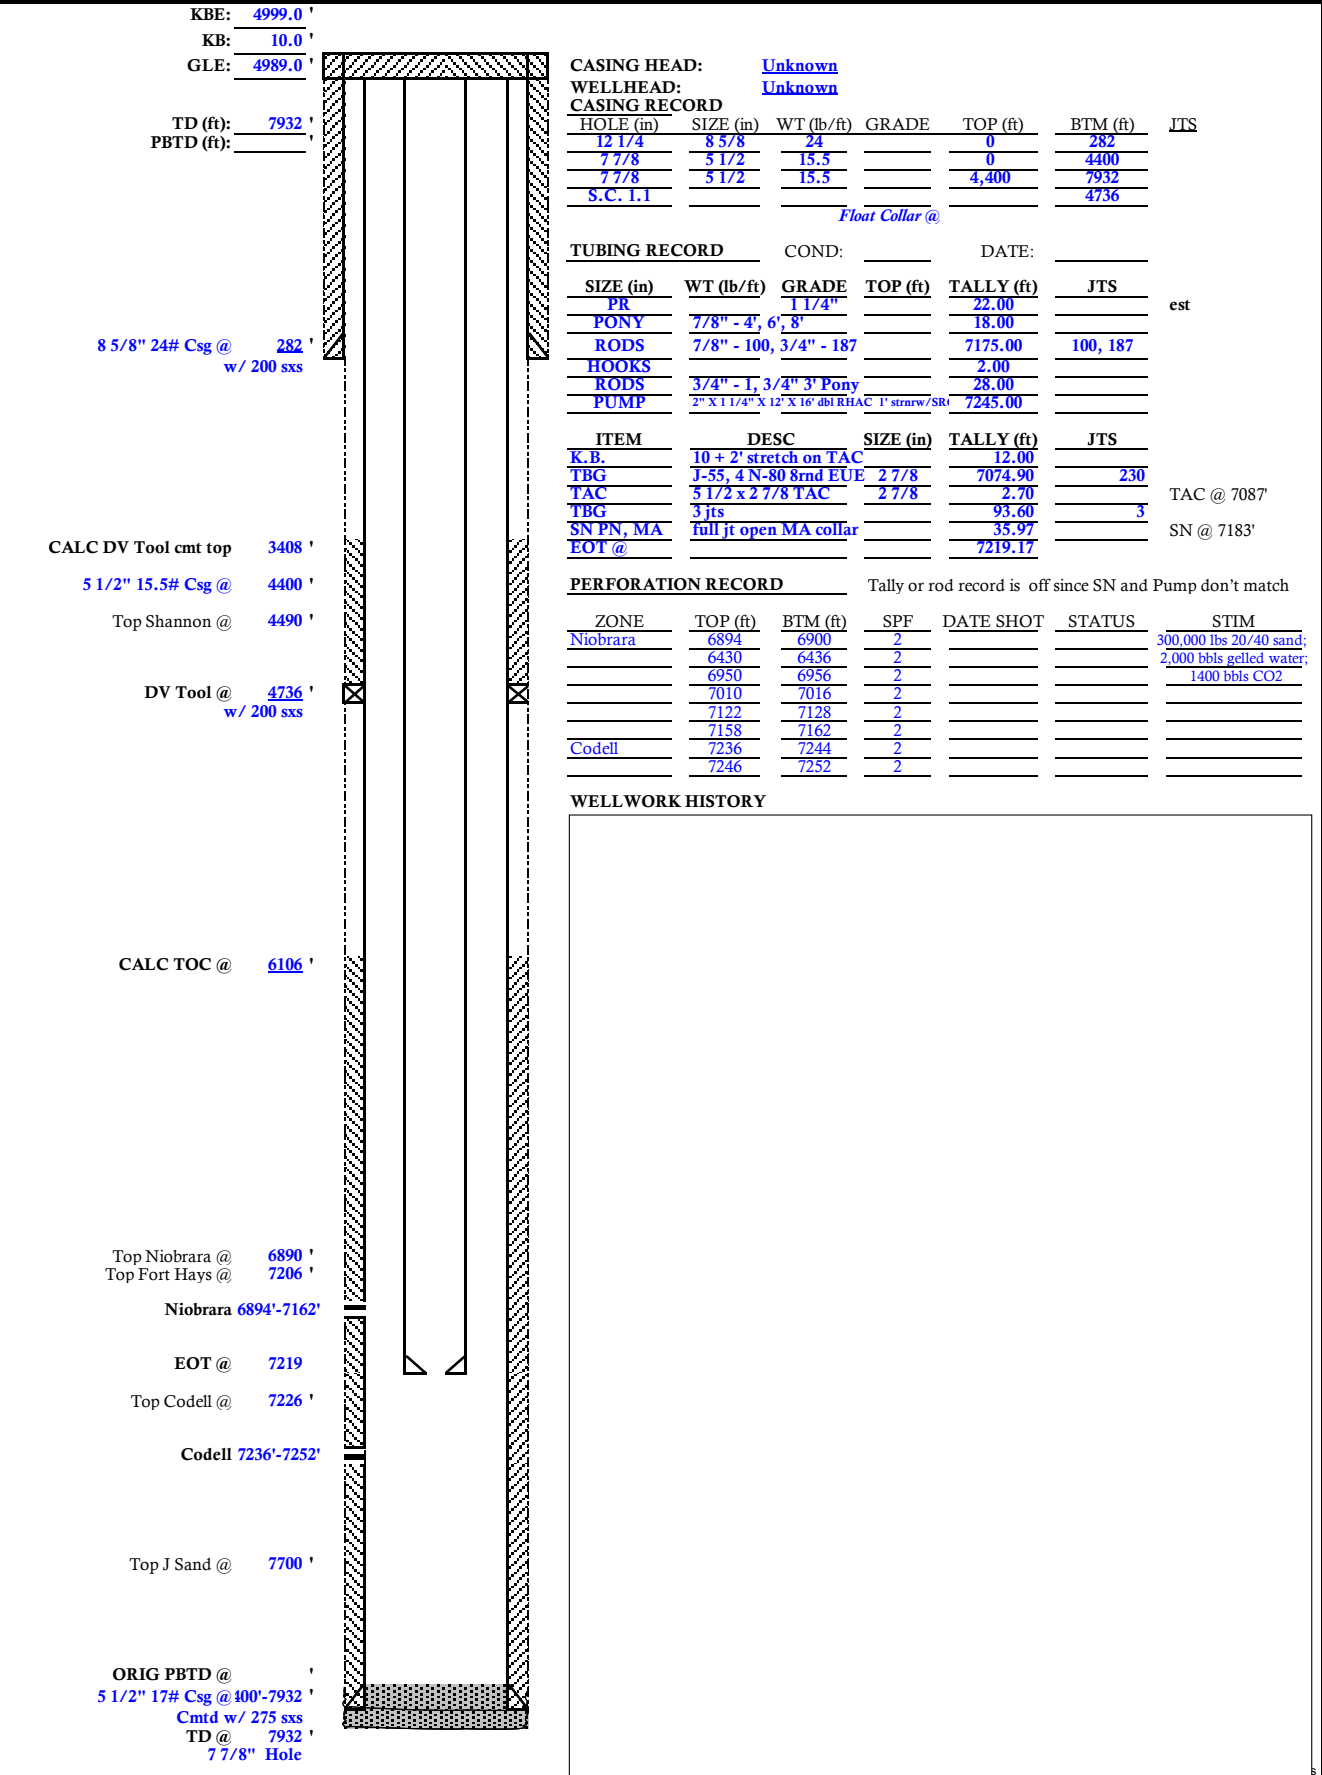 KBE: 4999.0 '
KB: 10.0 '
GLE: 4989.0 '
TD (ft): 7932 '
PBTD (ft): '
8 5/8" 24# Csg @ 282 '
w/ 200 sxs
CALC DV Tool cmt top 3408 '
5 1/2" 15.5# Csg @ 4400 '
Top Shannon @ 4490 '
DV Tool @ 4736 '
w/ 200 sxs
CALC TOC @ 6106 '
Top Niobrara @ 6890 '
Top Fort Hays @ 7206 '
Niobrara 6894'-7162'
EOT @ 7219
Top Codell @ 7226 '
Codell 7236'-7252'
Top J Sand @ 7700 '
ORIG PBTD @ '
5 1/2" 17# Csg @ 400'-7932 '
Cmtd w/ 275 sxs
TD @ 7932 '
7 7/8" Hole
CASING HEAD: Unknown
WELLHEAD: Unknown
CASING RECORD
HOLE (in) SIZE (in) WT (lb/ft) GRADE TOP (ft) BTM (ft) JTS
12 1/4 8 5/8 24 0 282
7 7/8 5 1/2 15.5 0 4400
7 7/8 5 1/2 15.5 4,400 7932
S.C. 1.1 4736
Float Collar @
TUBING RECORD COND: DATE:
SIZE (in) WT (lb/ft) GRADE TOP (ft) TALLY (ft) JTS
PR 1 1/4" 22.00 est
PONY 7/8" - 4', 6', 8' 18.00
RODS 7/8" - 100, 3/4" - 187 7175.00 100, 187
HOOKS 2.00
RODS 3/4" - 1, 3/4" 3' Pony 28.00
PUMP 2" X 1 1/4" X 12' X 16' dbl RHAC 1' strnrw/SR 7245.00
ITEM DESC SIZE (in) TALLY (ft) JTS
K.B. 10 + 2' stretch on TAC 12.00
TBG J-55, 4 N-80 8rnd EUE 2 7/8 7074.90 230
TAC 5 1/2 x 2 7/8 TAC 2 7/8 2.70 TAC @ 7087'
TBG 3 jts 93.60 3
SN PN, MA full jt open MA collar 35.97 SN @ 7183'
EOT @ 7219.17
PERFORATION RECORD Tally or rod record is off since SN and Pump don't match
ZONE TOP (ft) BTM (ft) SPF DATE SHOT STATUS STIM
Niobrara 6894 6900 2 300,000 lbs 20/40 sand;
6430 6436 2 2,000 bbls gelled water;
6950 6956 2 1400 bbls CO2
7010 7016 2
7122 7128 2
7158 7162 2
Codell 7236 7244 2
7246 7252 2
WELLWORK HISTORY
s